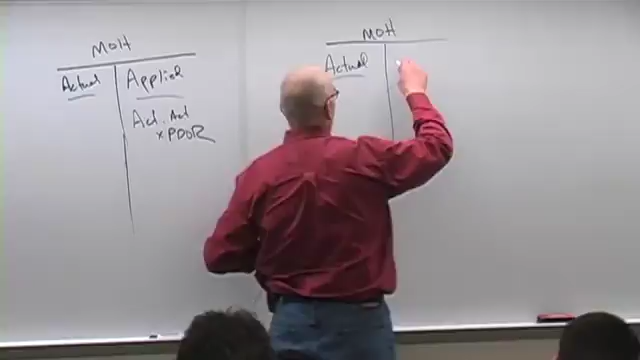 MOH
Actual Applied
Act. Act
x PDOR
MOH
Actual